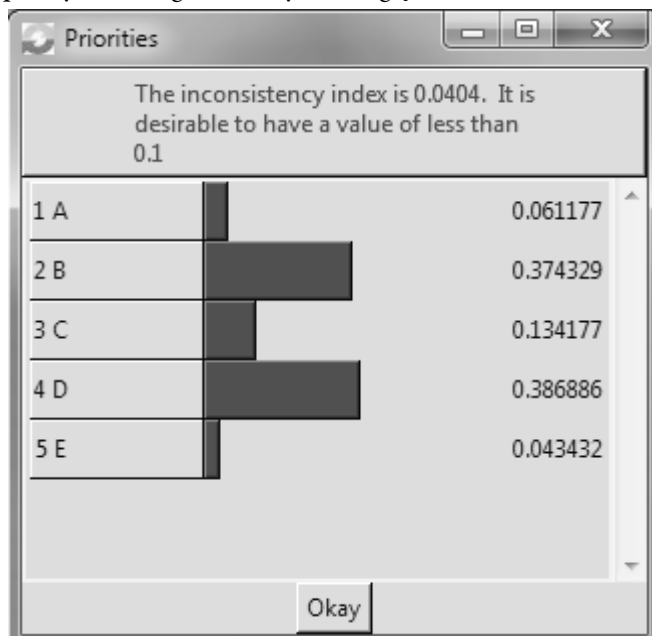 Priorities
The inconsistency index is 0.0404. It is
desirable to have a value of less than
0.1
1 A 0.061177
2 B 0.374329
3 C 0.134177
4 D 0.386886
5 E 0.043432
Okay